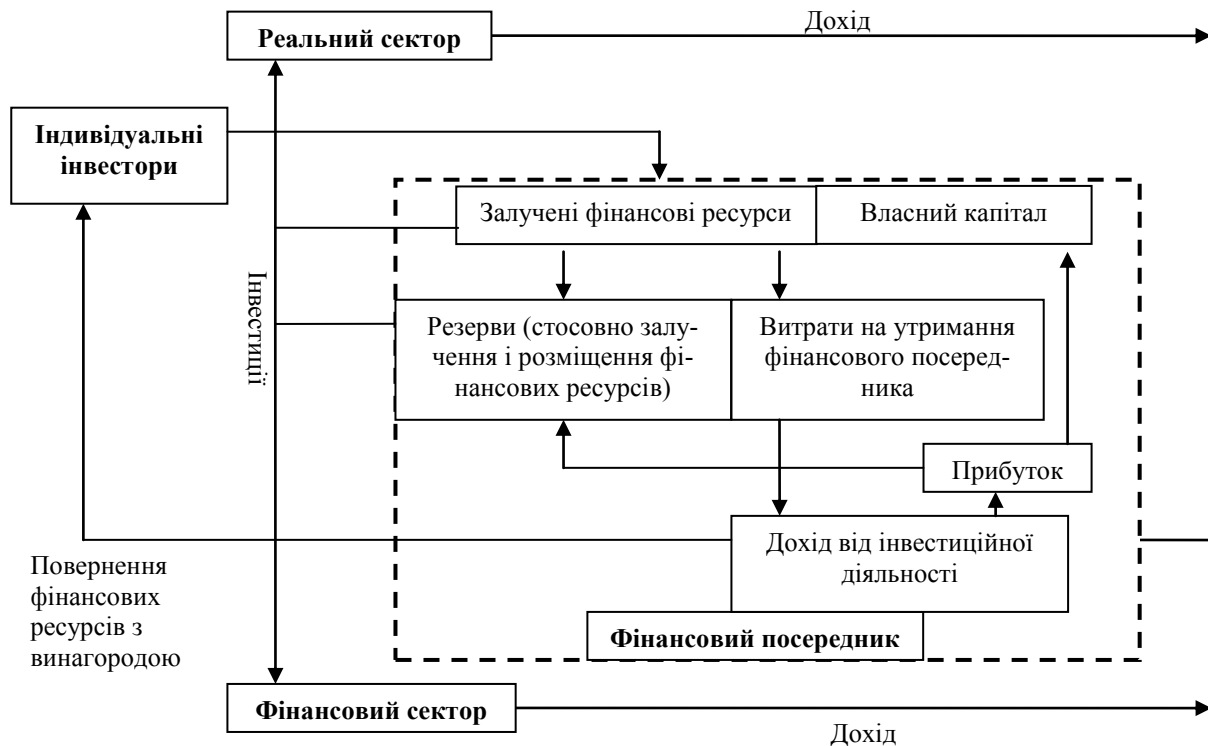 Дохід
Реальний сектор
Індивідуальні
інвестори
Залучені фінансові ресурси
Власний капітал
Інвестиції
Резерви (стосовно залу-
чення і розміщення фі-
нансових ресурсів)
Витрати на утримання
фінансового посеред-
ника
Прибуток
Дохід від інвестиційної
діяльності
Повернення
фінансових
ресурсів з
винагородою
Фінансовий посередник
Фінансовий сектор
Дохід